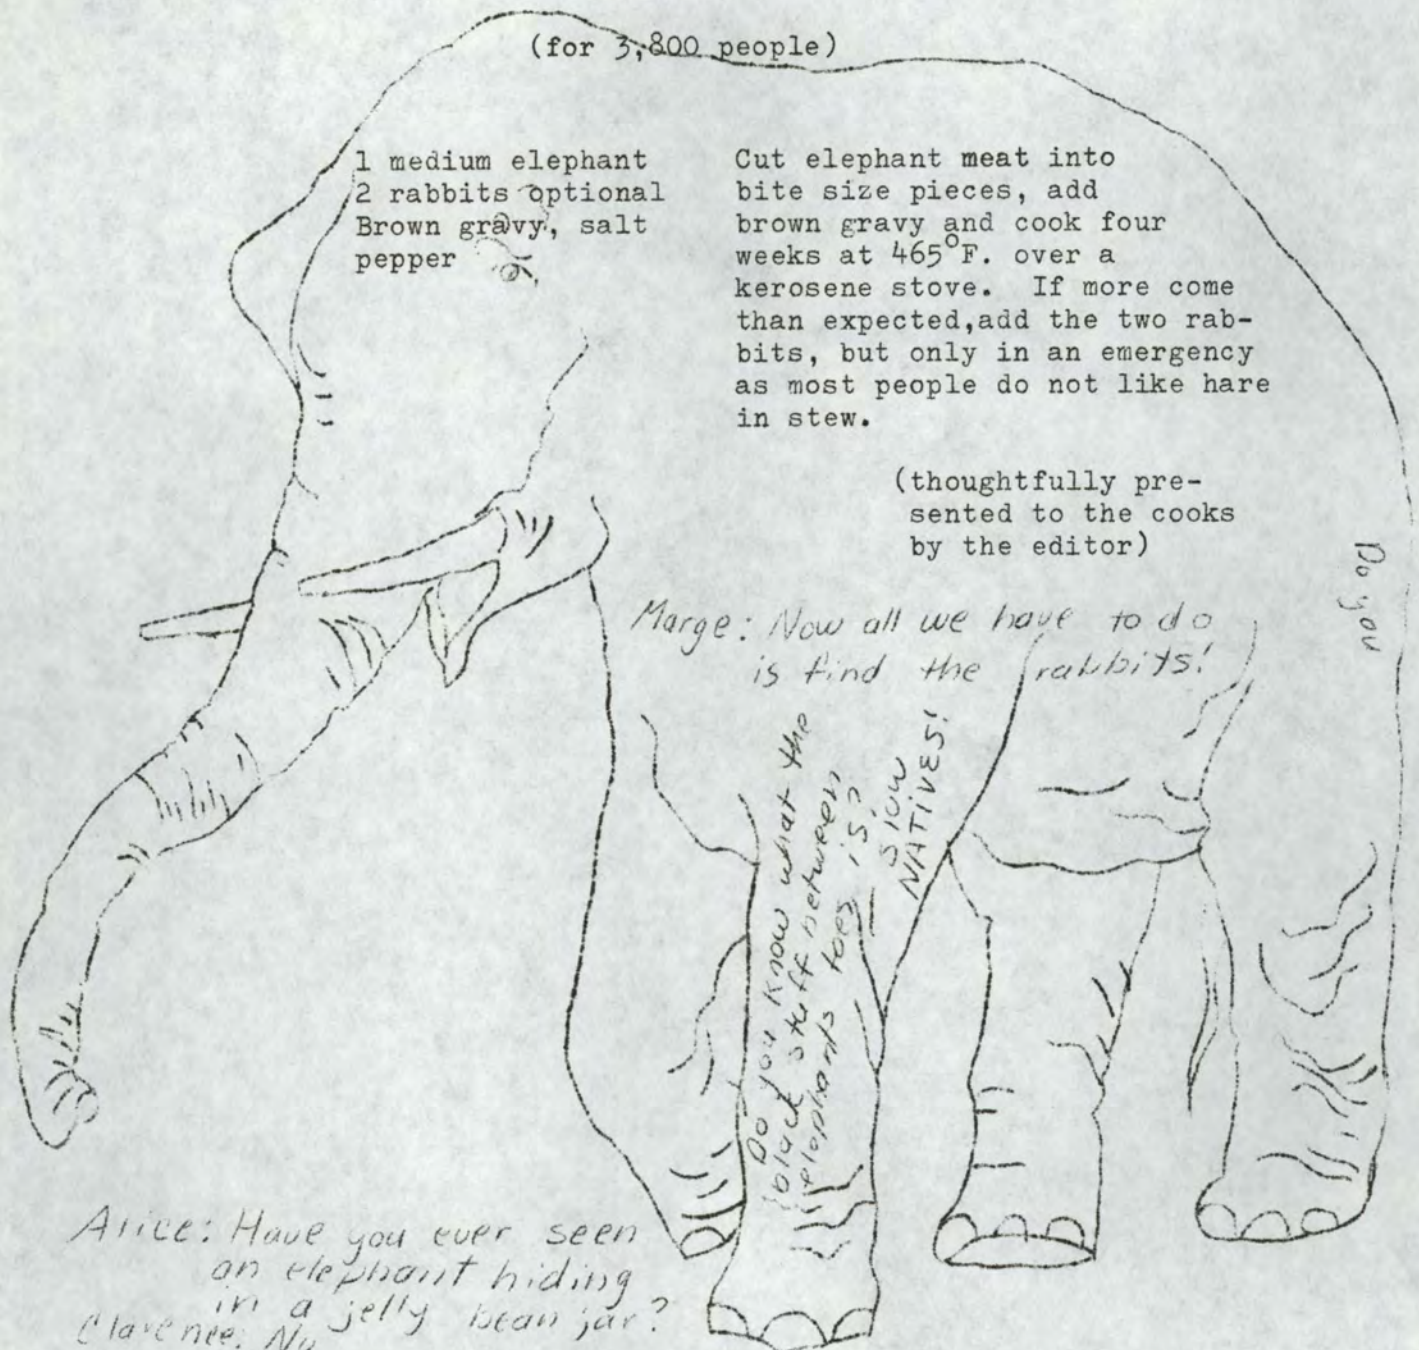 (for 3,800 people)
1 medium elephant
2 rabbits optional
Brown gravy, salt
pepper
Cut elephant meat into
bite size pieces, add
brown gravy and cook four
weeks at 465°F. over a
kerosene stove.  If more come
than expected,add the two rab-
bits, but only in an emergency
as most people do not like hare
in stew.
(thoughtfully pre-
sented to the cooks
by the editor)
Do you
Marge: Now all we have to do
is find the rabbits!
Do you know what the
black stuff between
elephants toes is?
slow
NATIVES!
Alice: Have you ever seen
an elephant hiding
in a jelly bean jar?
Clarence: No